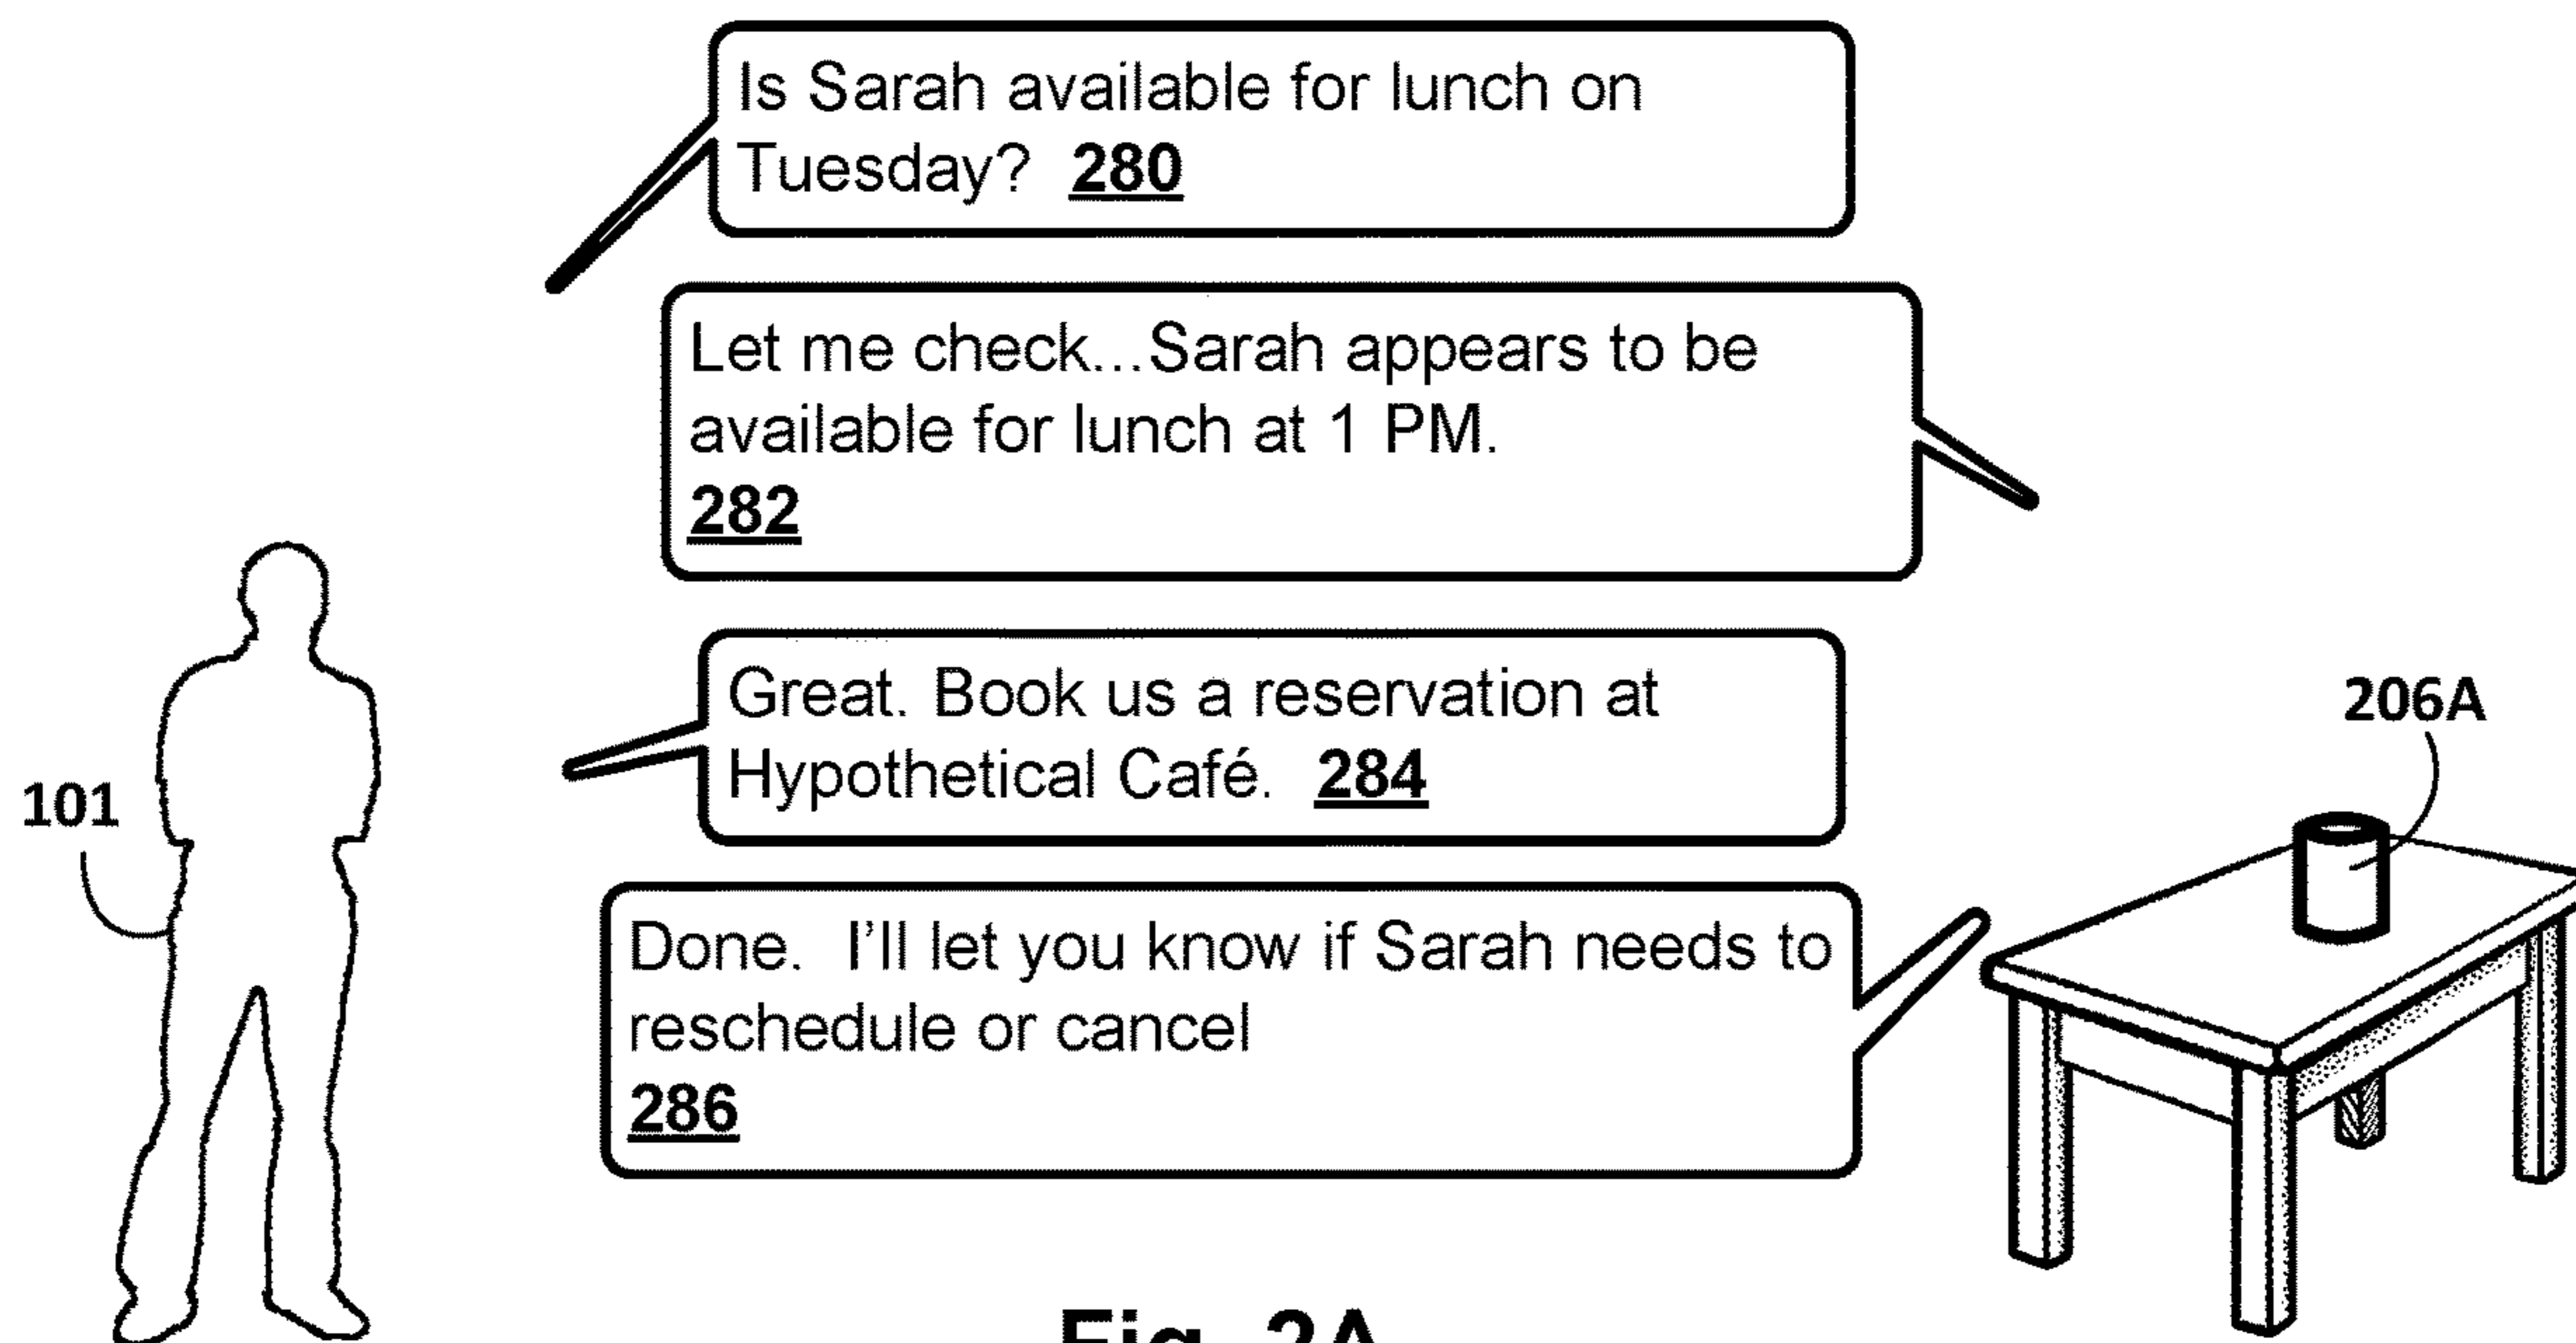 Is Sarah available for lunch on
Tuesday? 280
Let me check...Sarah appears to be
available for lunch at 1 PM.
282
Great. Book us a reservation at
Hypothetical Café. 284
206A
101
Done. I'll let you know if Sarah needs to
reschedule or cancel
286
Fig. 2A